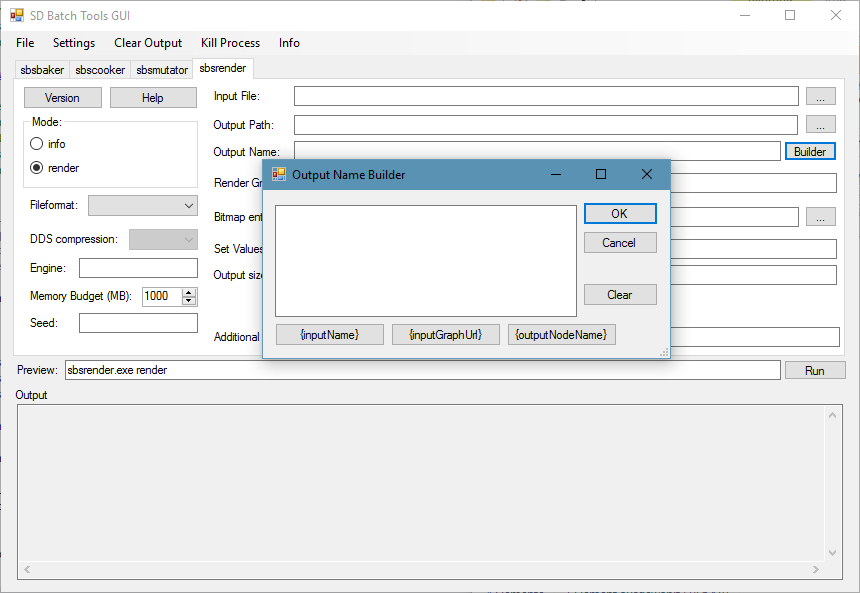 SD Batch Tools GUI
File Settings Clear Output Kill Process Info
sbsbaker sbscooker sbsmutator sbsrender
Version Help
Input File: ...
Mode:
Output Path: ...
info
Output Name: Builder
render
Output Name Builder
Render Gr
Fileformat:
OK
Bitmap ent ...
DDS compression:
Cancel
Set Values
Engine:
Output size
Memory Budget (MB): 1000
Clear
Seed:
Additional
{inputName} {inputGraphUrl} {outputNodeName}
Preview: sbsrender.exe render Run
Output